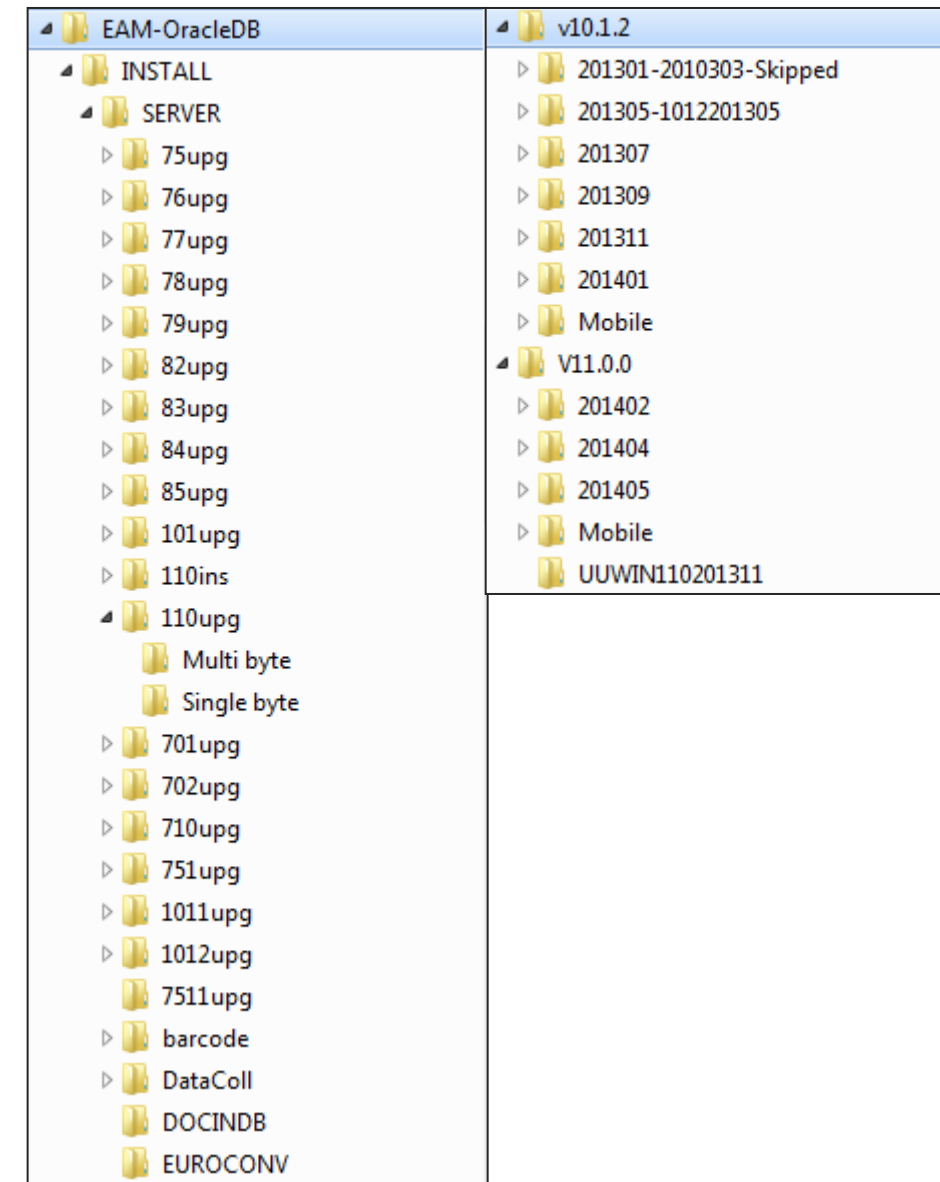 EAM-OracleDB
INSTALL
SERVER
75upg
76upg
77upg
78upg
79upg
82upg
83upg
84upg
85upg
101upg
110ins
110upg
Multi byte
Single byte
701upg
702upg
710upg
751upg
1011upg
1012upg
7511upg
barcode
DataColl
DOCINDB
EUROCONV
v10.1.2
201301-2010303-Skipped
201305-1012201305
201307
201309
201311
201401
Mobile
V11.0.0
201402
201404
201405
Mobile
UUWIN110201311